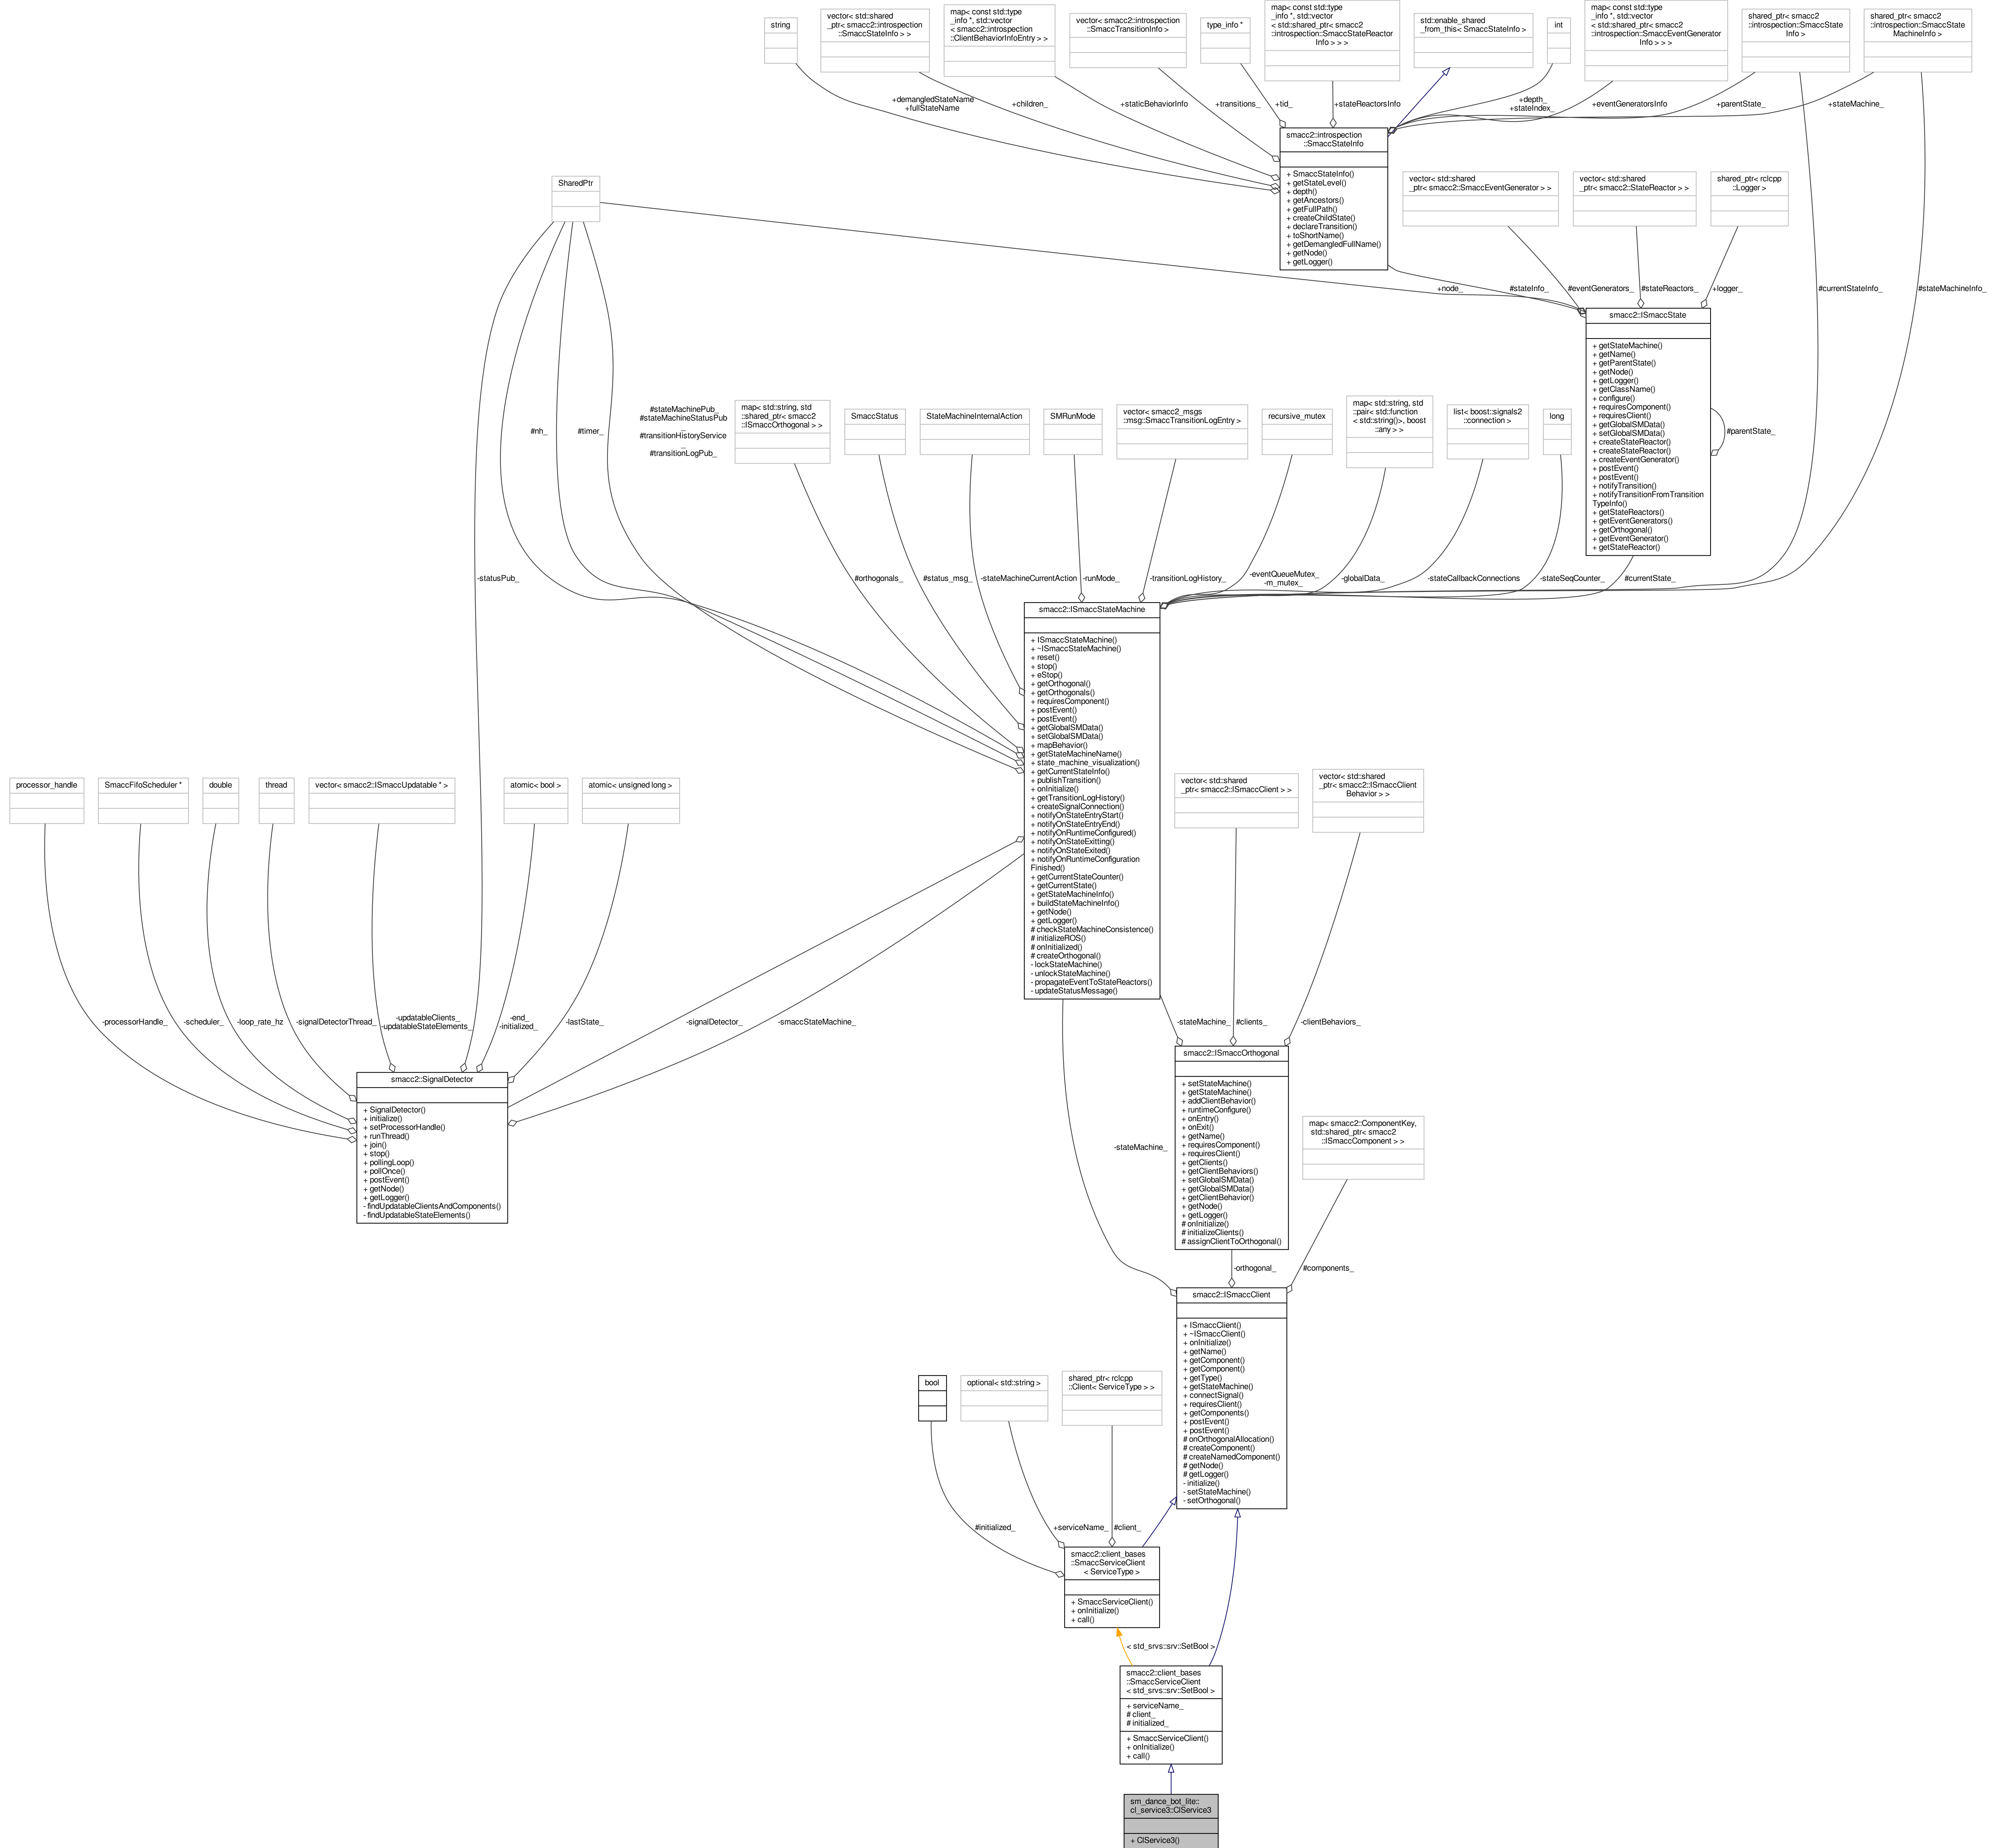 string
vector< std::shared
_ptr< smacc2::introspection
::SmaccStateInfo > >
map< const std::type
_info *, std::vector
< smacc2::introspection
::ClientBehaviorInfoEntry > >
vector< smacc2::introspection
::SmaccTransitionInfo >
type_info *
map< const std::type
_info *, std::vector
< std::shared_ptr< smacc2
::introspection::SmaccStateReactor
Info > > >
std::enable_shared
_from_this< SmaccStateInfo >
int
map< const std::type
_info *, std::vector
< std::shared_ptr< smacc2
::introspection::SmaccEventGenerator
Info > > >
shared_ptr< smacc2
::introspection::SmaccState
Info >
shared_ptr< smacc2
::introspection::SmaccState
MachineInfo >
+demangledStateName
+fullStateName
+children_
+staticBehaviorInfo
+transitions_
+tid_
+stateReactorsInfo
+depth_
+stateIndex_
+eventGeneratorsInfo
+parentState_
+stateMachine_
smacc2::introspection
::SmaccStateInfo
+ SmaccStateInfo()
+ getStateLevel()
+ depth()
+ getAncestors()
+ getFullPath()
+ createChildState()
+ declareTransition()
+ toShortName()
+ getDemangledFullName()
+ getNode()
+ getLogger()
SharedPtr
vector< std::shared
_ptr< smacc2::SmaccEventGenerator > >
vector< std::shared
_ptr< smacc2::StateReactor > >
shared_ptr< rclcpp
::Logger >
+node_
#stateInfo_
#eventGenerators_
#stateReactors_
+logger_
#currentStateInfo_
#stateMachineInfo_
smacc2::ISmaccState
+ getStateMachine()
+ getName()
+ getParentState()
+ getNode()
+ getLogger()
+ getClassName()
+ configure()
+ requiresComponent()
+ requiresClient()
+ getGlobalSMData()
+ setGlobalSMData()
+ createStateReactor()
+ createStateReactor()
+ createEventGenerator()
+ postEvent()
+ postEvent()
+ notifyTransition()
+ notifyTransitionFromTransition
TypeInfo()
+ getStateReactors()
+ getEventGenerators()
+ getOrthogonal()
+ getEventGenerator()
+ getStateReactor()
#parentState_
#nh_
#timer_
#stateMachinePub_
#stateMachineStatusPub
_
#transitionHistoryService
_
#transitionLogPub_
map< std::string, std
::shared_ptr< smacc2
::ISmaccOrthogonal > >
SmaccStatus
StateMachineInternalAction
SMRunMode
vector< smacc2_msgs
::msg::SmaccTransitionLogEntry >
recursive_mutex
map< std::string, std
::pair< std::function
< std::string()>, boost
::any > >
list< boost::signals2
::connection >
long
-statusPub_
#orthogonals_
#status_msg_
-stateMachineCurrentAction
-runMode_
-transitionLogHistory_
-eventQueueMutex_
-m_mutex_
-globalData_
-stateCallbackConnections
-stateSeqCounter_
#currentState_
smacc2::ISmaccStateMachine
+ ISmaccStateMachine()
+ ~ISmaccStateMachine()
+ reset()
+ stop()
+ eStop()
+ getOrthogonal()
+ getOrthogonals()
+ requiresComponent()
+ postEvent()
+ postEvent()
+ getGlobalSMData()
+ setGlobalSMData()
+ mapBehavior()
+ getStateMachineName()
+ state_machine_visualization()
+ getCurrentStateInfo()
+ publishTransition()
+ onInitialize()
+ getTransitionLogHistory()
+ createSignalConnection()
+ notifyOnStateEntryStart()
+ notifyOnStateEntryEnd()
+ notifyOnRuntimeConfigured()
+ notifyOnStateExitting()
+ notifyOnStateExited()
+ notifyOnRuntimeConfiguration
Finished()
+ getCurrentStateCounter()
+ getCurrentState()
+ getStateMachineInfo()
+ buildStateMachineInfo()
+ getNode()
+ getLogger()
# checkStateMachineConsistence()
# initializeROS()
# onInitialized()
# createOrthogonal()
- lockStateMachine()
- unlockStateMachine()
- propagateEventToStateReactors()
- updateStatusMessage()
processor_handle
SmaccFifoScheduler *
double
thread
vector< smacc2::ISmaccUpdatable * >
atomic< bool >
atomic< unsigned long >
vector< std::shared
_ptr< smacc2::ISmaccClient > >
vector< std::shared
_ptr< smacc2::ISmaccClient
Behavior > >
-processorHandle_
-scheduler_
-loop_rate_hz
-signalDetectorThread_
-updatableClients_
-updatableStateElements_
-end_
-initialized_
-lastState_
-signalDetector_
-smaccStateMachine_
-stateMachine_
#clients_
-clientBehaviors_
smacc2::SignalDetector
+ SignalDetector()
+ initialize()
+ setProcessorHandle()
+ runThread()
+ join()
+ stop()
+ pollingLoop()
+ pollOnce()
+ postEvent()
+ getNode()
+ getLogger()
- findUpdatableClientsAndComponents()
- findUpdatableStateElements()
smacc2::ISmaccOrthogonal
+ setStateMachine()
+ getStateMachine()
+ addClientBehavior()
+ runtimeConfigure()
+ onEntry()
+ onExit()
+ getName()
+ requiresComponent()
+ requiresClient()
+ getClients()
+ getClientBehaviors()
+ setGlobalSMData()
+ getGlobalSMData()
+ getClientBehavior()
+ getNode()
+ getLogger()
# onInitialize()
# initializeClients()
# assignClientToOrthogonal()
map< smacc2::ComponentKey,
std::shared_ptr< smacc2
::ISmaccComponent > >
-stateMachine_
-orthogonal_
#components_
smacc2::ISmaccClient
+ ISmaccClient()
+ ~ISmaccClient()
+ onInitialize()
+ getName()
+ getComponent()
+ getComponent()
+ getType()
+ getStateMachine()
+ connectSignal()
+ requiresClient()
+ getComponents()
+ postEvent()
+ postEvent()
# onOrthogonalAllocation()
# createComponent()
# createNamedComponent()
# getNode()
# getLogger()
- initialize()
- setStateMachine()
- setOrthogonal()
bool
optional< std::string >
shared_ptr< rclcpp
::Client< ServiceType > >
#initialized_
+serviceName_
#client_
smacc2::client_bases
::SmaccServiceClient
< ServiceType >
+ SmaccServiceClient()
+ onInitialize()
+ call()
< std_srvs::srv::SetBool >
smacc2::client_bases
::SmaccServiceClient
< std_srvs::srv::SetBool >
+ serviceName_
# client_
# initialized_
+ SmaccServiceClient()
+ onInitialize()
+ call()
sm_dance_bot_lite::
cl_service3::ClService3
+ ClService3()